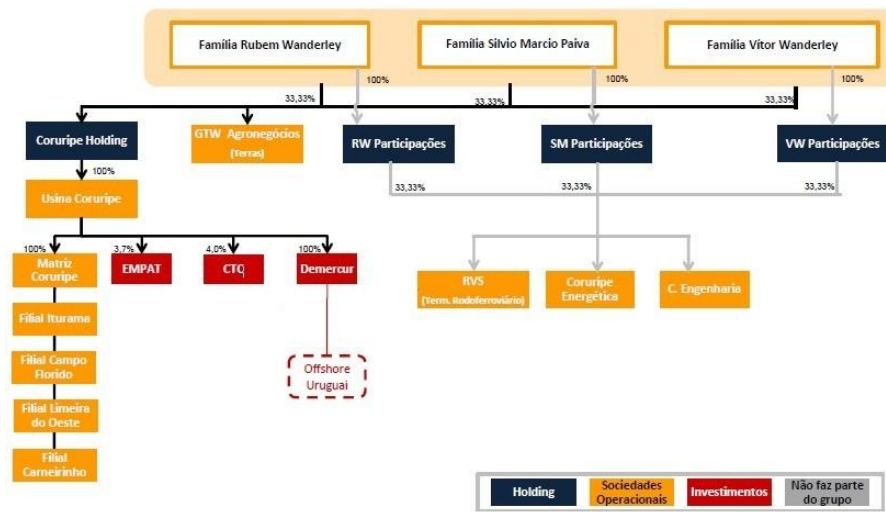 Família Rubem Wanderley
Família Silvio Marcio Paiva
Família Vítor Wanderley
100%
100%
100%
33,33%
33,33%
33,33%
Coruripe Holding
GTW Agronegócios
(Terras)
RW Participações
SM Participações
VW Participações
100%
33,33%
33,33%
33,33%
Usina Coruripe
100%
3,7%
4,0%
100%
Matriz
Coruripe
EMPAT
CTC
Demercur
RVS
(Term. Rodoferroviário)
Coruripe
Energética
C. Engenharia
Filial Iturama
Filial Campo
Florido
Offshore
Uruguai
Filial Limeira
do Oeste
Filial
Carneirinho
Holding
Sociedades
Operacionais
Investimentos
Não faz parte
do grupo